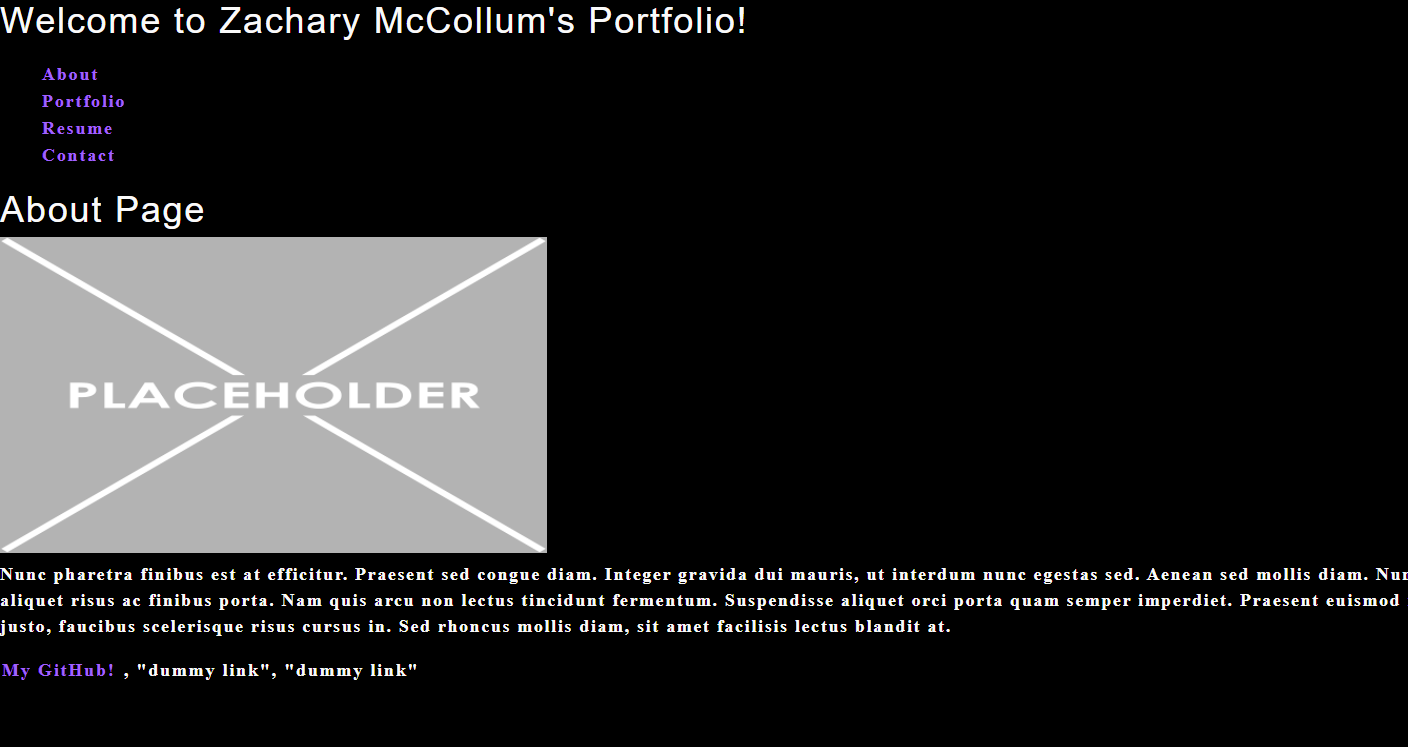 Welcome to Zachary McCollum's Portfolio!
About
Portfolio
Resume
Contact
About Page
PLACEHOLDER
Nunc pharetra finibus est at efficitur. Praesent sed congue diam. Integer gravida dui mauris, ut interdum nunc egestas sed. Aenean sed mollis diam.
aliquet risus ac finibus porta. Nam quis arcu non lectus tincidunt fermentum. Suspendisse aliquet orci porta quam semper imperdiet. Praesent euismod
justo, faucibus scelerisque risus cursus in. Sed rhoncus mollis diam, sit amet facilisis lectus blandit at.
My GitHub! , "dummy link", "dummy link"